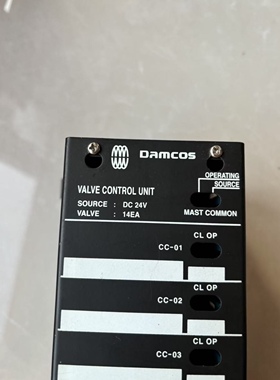 DAMCOS
OPERATING
SOURCE
VALVE CONTROL UNIT
SOURCE : DC 24V
VALVE : 14EA
MAST COMMON
CL OP
CC-01
CL OP
CC-02
CL OP
CC-03